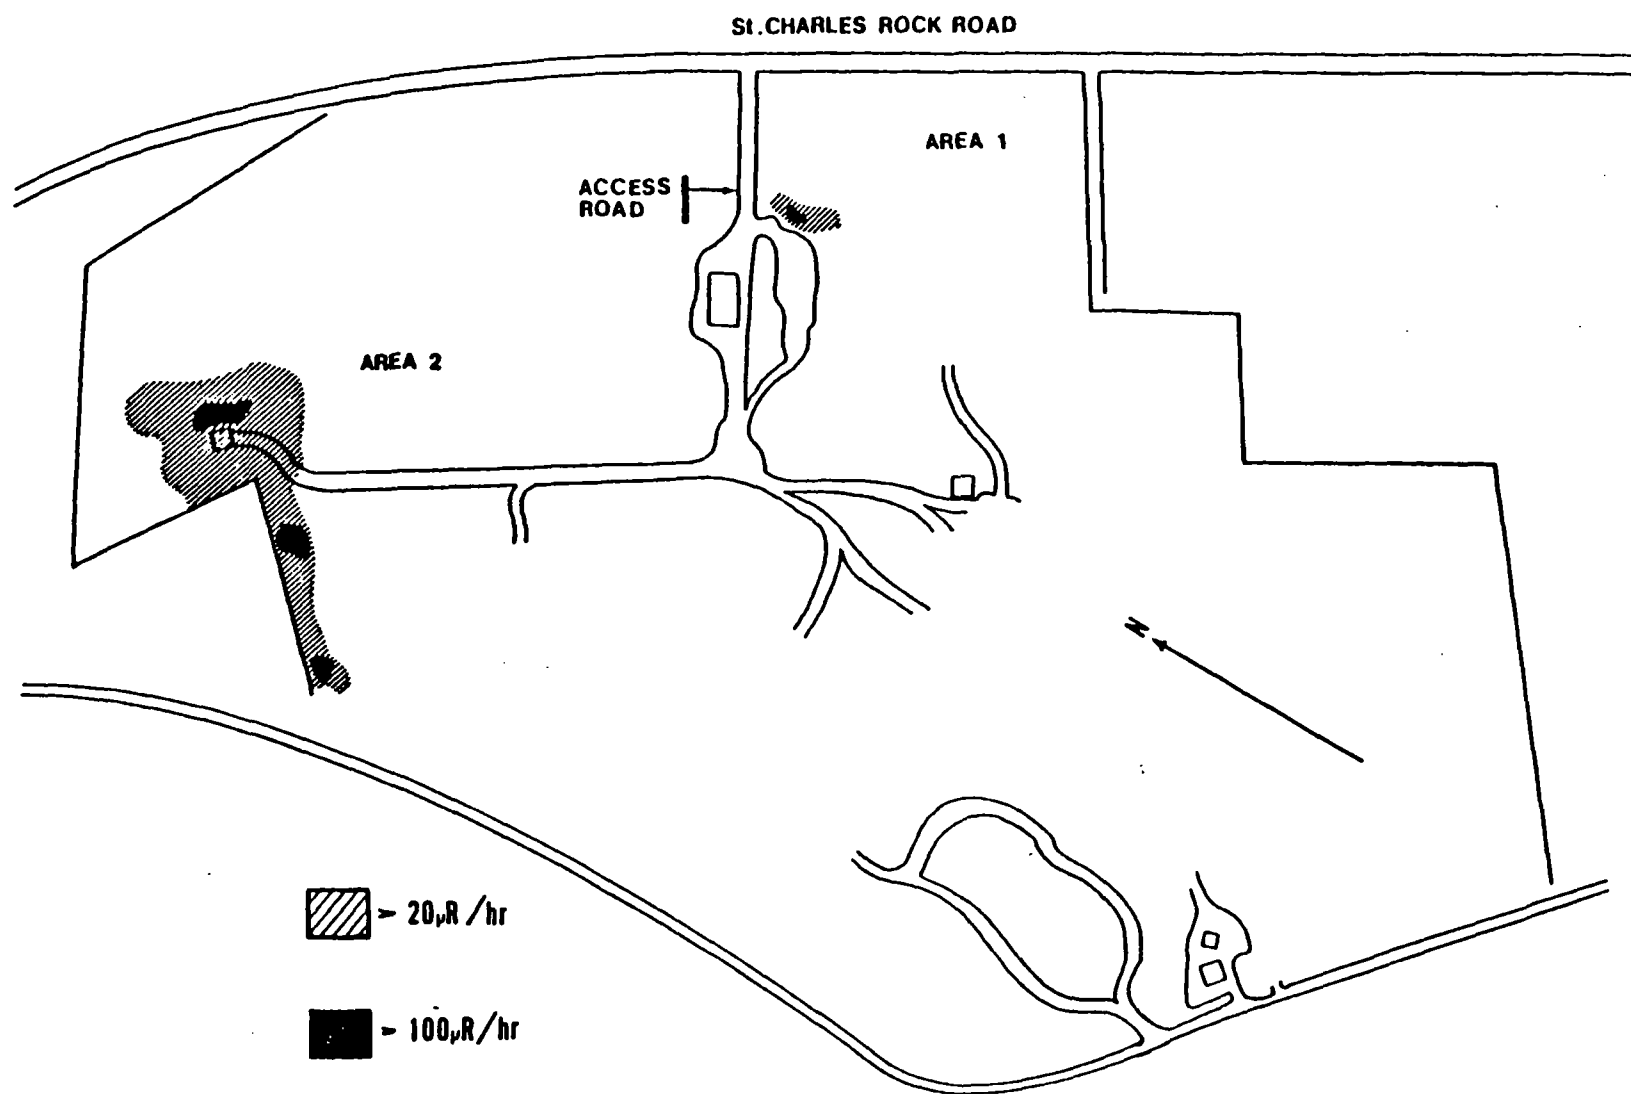 St.CHARLES ROCK ROAD
AREA 1
ACCESS
ROAD
AREA 2
N
> 20μR/hr
> 100μR/hr